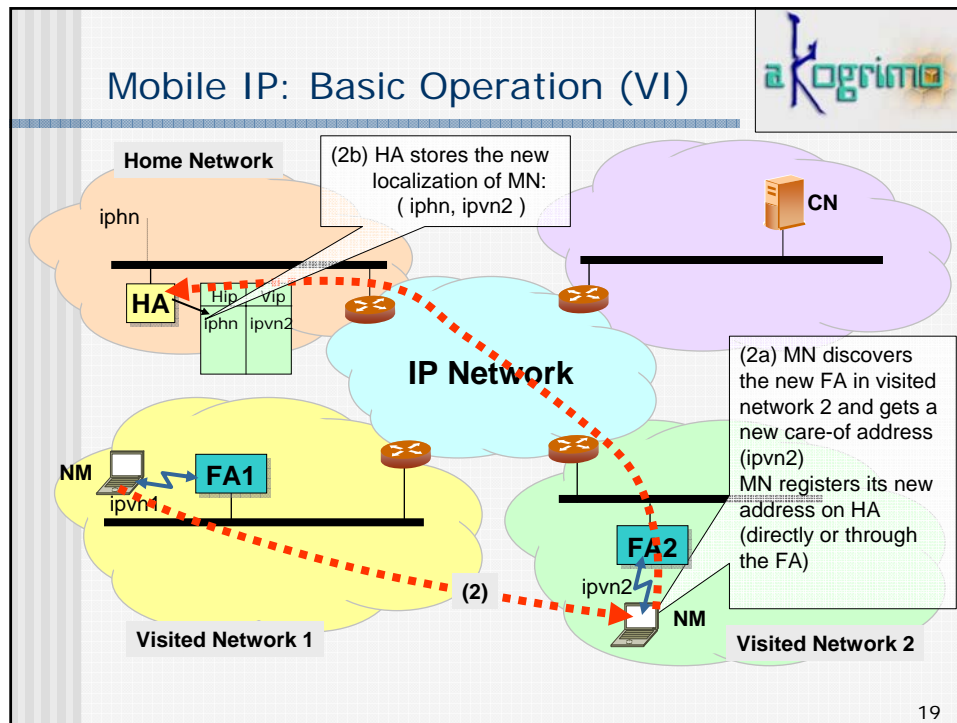 Mobile IP: Basic Operation (VI)
akogrimo
Home Network
(2b) HA stores the new
localization of MN:
( iphn, ipvn2 )
CN
iphn
HA
Hip Vip
iphn ipvn2
IP Network
(2a) MN discovers
the new FA in visited
network 2 and gets a
new care-of address
(ipvn2)
MN registers its new
address on HA
(directly or through
the FA)
NM
FA1
ipvn1
FA2
(2)
ipvn2
NM
Visited Network 1
Visited Network 2
19